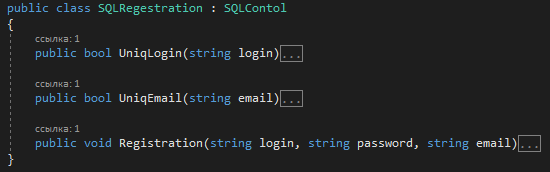 public class SQLRegestration : SQLContol
{
ссылка: 1
public bool UniqLogin(string login)...
ссылка: 1
public bool UniqEmail(string email)...
ссылка: 1
public void Registration(string login, string password, string email)...
}